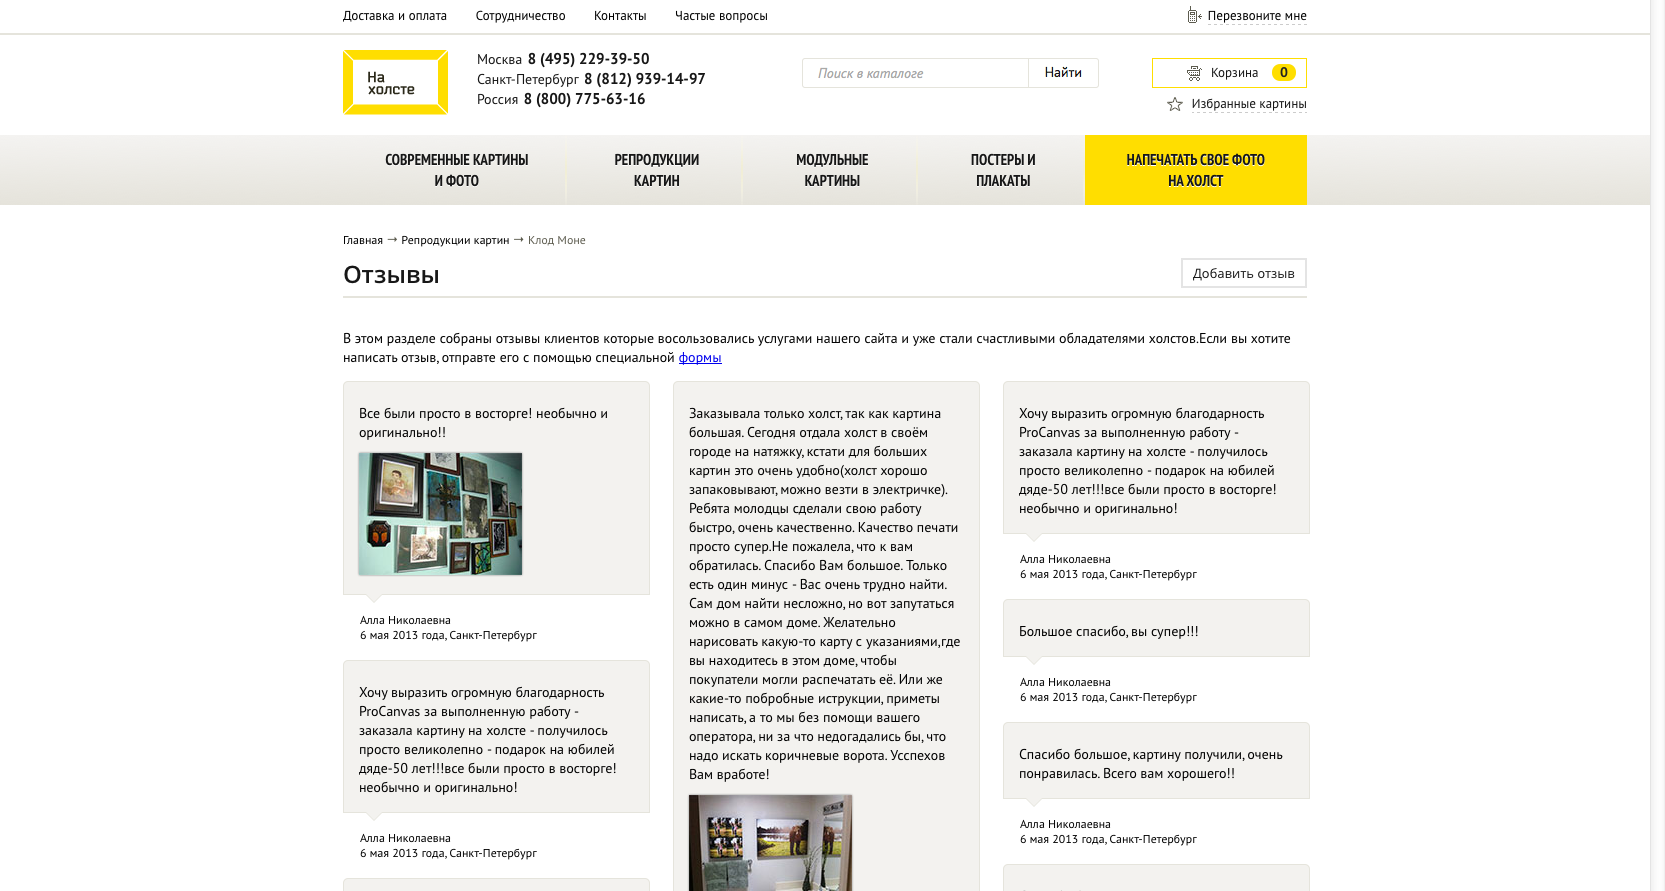 Доставка и оплата
Сотрудничество
Контакты
Частые вопросы
Перезвоните мне
На
холсте
Москва 8 (495) 229-39-50
Санкт-Петербург 8 (812) 939-14-97
Россия 8 (800) 775-63-16
Поиск в каталоге
Найти
Корзина 0
Избранные картины
СОВРЕМЕННЫЕ КАРТИНЫ
И ФОТО
РЕПРОДУКЦИИ
КАРТИН
МОДУЛЬНЫЕ
КАРТИНЫ
ПОСТЕРЫ И
ПЛАКАТЫ
НАПЕЧАТАТЬ СВОЕ ФОТО
НА ХОЛСТ
Главная → Репродукции картин → Клод Моне
Отзывы
Добавить отзыв
В этом разделе собраны отзывы клиентов которые восользовались услугами нашего сайта и уже стали счастливыми обладателями холстов.Если вы хотите
написать отзыв, отправте его с помощью специальной формы
Все были просто в восторге! необычно и
оригинально!!
Алла Николаевна
6 мая 2013 года, Санкт-Петербург
Хочу выразить огромную благодарность
ProCanvas за выполненную работу -
заказала картину на холсте - получилось
просто великолепно - подарок на юбилей
дяде-50 лет!!!все были просто в восторге!
необычно и оригинально!
Алла Николаевна
6 мая 2013 года, Санкт-Петербург
Заказывала только холст, так как картина
большая. Сегодня отдала холст в своём
городе на натяжку, кстати для больших
картин это очень удобно(холст хорошо
запаковывают, можно везти в электричке).
Ребята молодцы сделали свою работу
быстро, очень качественно. Качество печати
просто супер.Не пожалела, что к вам
обратилась. Спасибо Вам большое. Только
есть один минус - Вас очень трудно найти.
Сам дом найти несложно, но вот запутаться
можно в самом доме. Желательно
нарисовать какую-то карту с указаниями,где
вы находитесь в этом доме, чтобы
покупатели могли распечатать её. Или же
какие-то побробные иструкции, приметы
написать, а то мы без помощи вашего
оператора, ни за что недогадались бы, что
надо искать коричневые ворота. Усспехов
Вам вработе!
Хочу выразить огромную благодарность
ProCanvas за выполненную работу -
заказала картину на холсте - получилось
просто великолепно - подарок на юбилей
дяде-50 лет!!!все были просто в восторге!
необычно и оригинально!
Алла Николаевна
6 мая 2013 года, Санкт-Петербург
Большое спасибо, вы супер!!!
Алла Николаевна
6 мая 2013 года, Санкт-Петербург
Спасибо большое, картину получили, очень
понравилась. Всего вам хорошего!!
Алла Николаевна
6 мая 2013 года, Санкт-Петербург